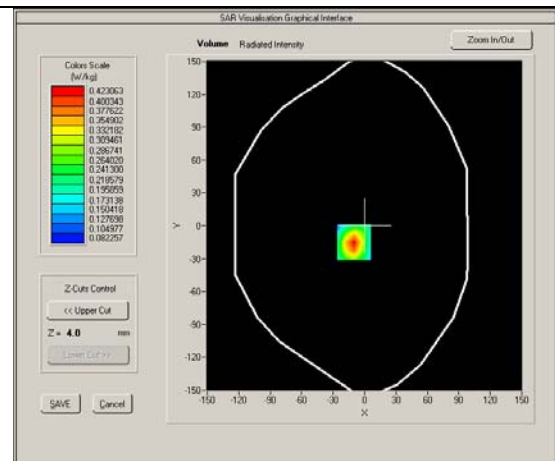 SAR Visualisation Graphical Interface
Volume Radiated Intensity
Zoom In/Out
Colors Scale
(W/kg)
0.423063
0.400343
0.377622
0.354902
0.332182
0.309461
0.286741
0.264020
0.241300
0.218579
0.195859
0.173138
0.150418
0.127698
0.104977
0.082257
Z-Cuts Control
<< Upper Cut
Z = 4.0 mm
Lower Cut >>
SAVE Cancel
150
120
90
60
30
0
-30
-60
-90
-120
-150
Y
-150 -120 -90 -60 -30 0 30 60 90 120 150
X